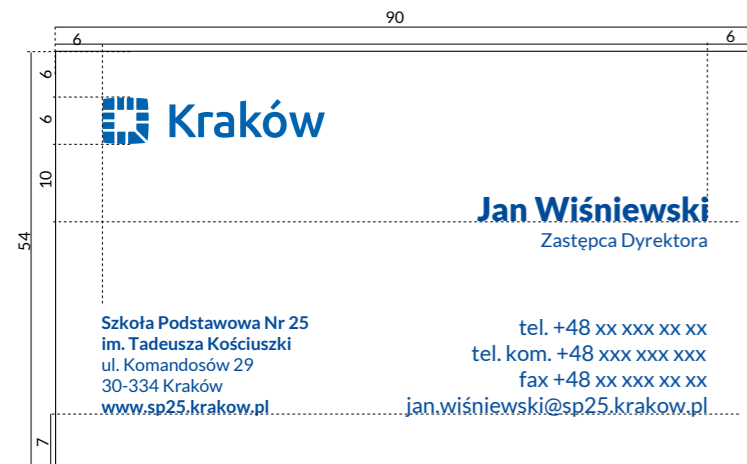 90
6
6
6
Kraków
6
10
Jan Wiśniewski
54
Zastępca Dyrektora
Szkoła Podstawowa Nr 25
im. Tadeusza Kościuszki
ul. Komandosów 29
30-334 Kraków
www.sp25.krakow.pl
tel. +48 xx xxx xx xx
tel. kom. +48 xxx xxx xxx
fax +48 xx xxx xx xx
jan.wiśniewski@sp25.krakow.pl
7